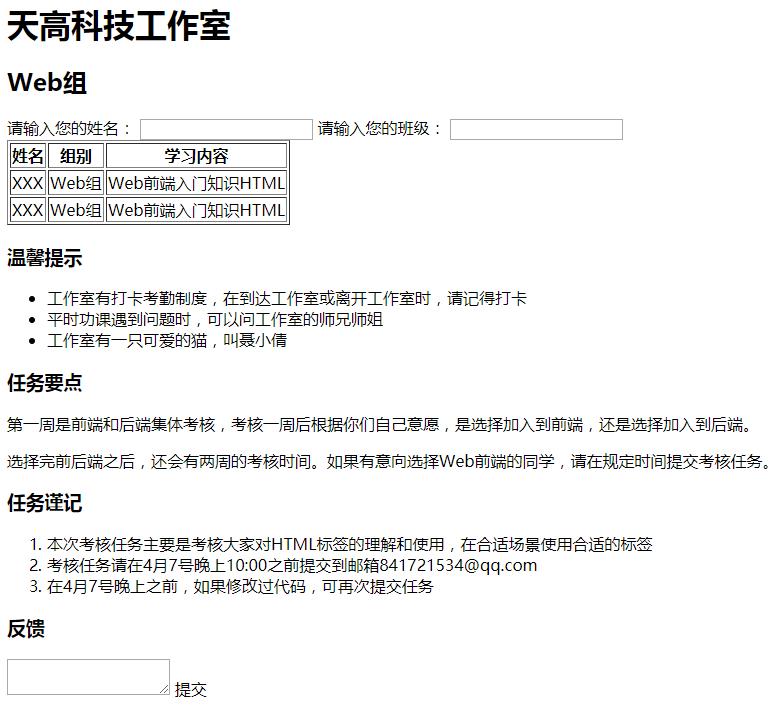 天高科技工作室
Web组
请输入您的姓名： 请输入您的班级：
姓名 组别 学习内容
XXX Web组 Web前端入门知识HTML
XXX Web组 Web前端入门知识HTML
温馨提示
工作室有打卡考勤制度，在到达工作室或离开工作室时，请记得打卡
平时功课遇到问题时，可以问工作室的师兄师姐
工作室有一只可爱的猫，叫聂小倩
任务要点
第一周是前端和后端集体考核，考核一周后根据你们自己意愿，是选择加入到前端，还是选择加入到后端。
选择完前后端之后，还会有两周的考核时间。如果有意向选择Web前端的同学，请在规定时间提交考核任务。
任务谨记
1. 本次考核任务主要是考核大家对HTML标签的理解和使用，在合适场景使用合适的标签
2. 考核任务请在4月7号晚上10:00之前提交到邮箱841721534@qq.com
3. 在4月7号晚上之前，如果修改过代码，可再次提交任务
反馈
提交